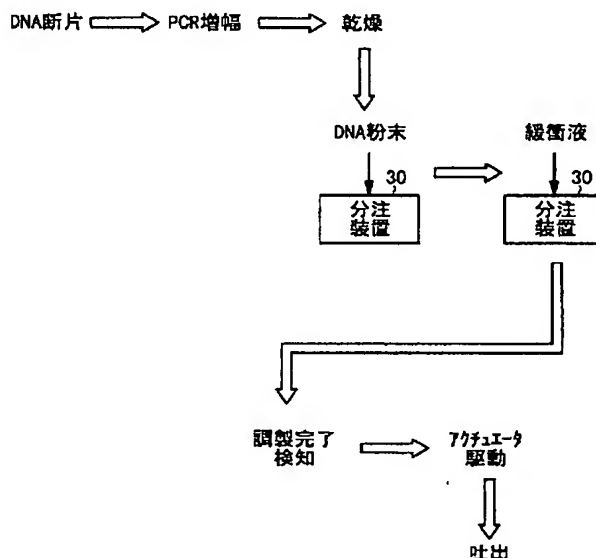 DNA断片
PCR増幅
乾燥
DNA粉末
緩衝液
30
30
分注
装置
分注
装置
調製完了
検知
アクチュエータ
駆動
吐出